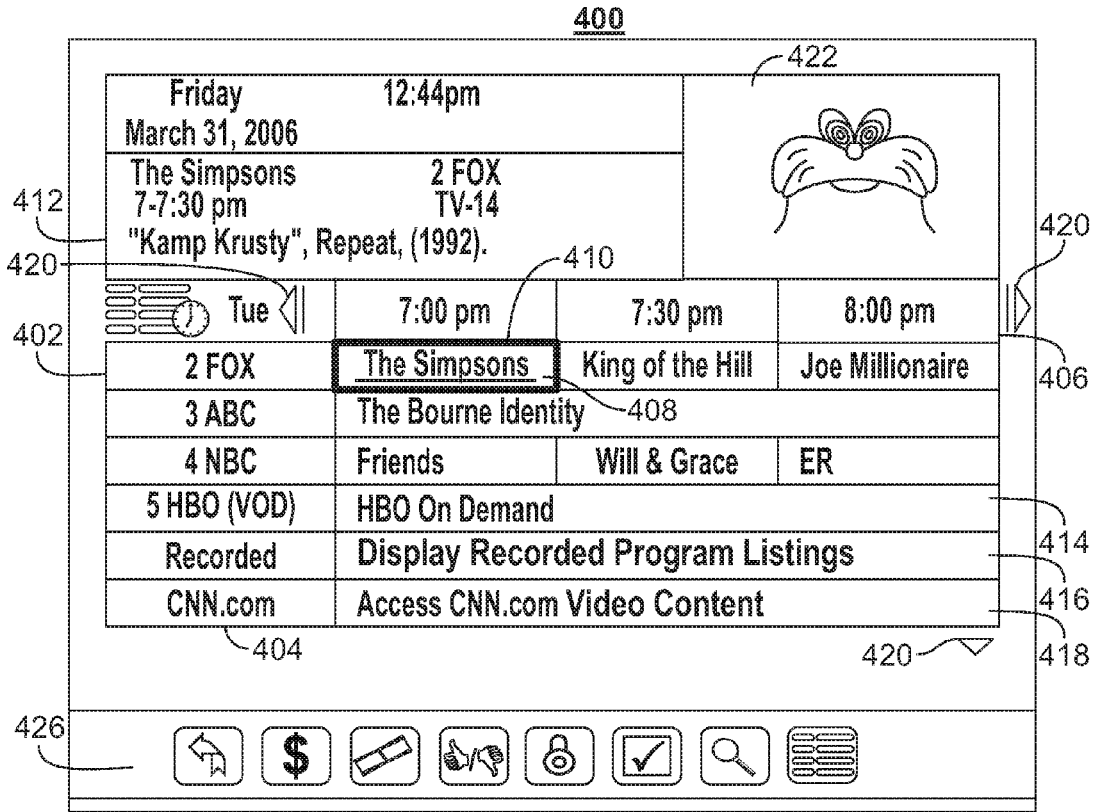 400
422
Friday 12:44pm
March 31, 2006
The Simpsons 2 FOX
7-7:30 pm TV-14
"Kamp Krusty", Repeat, (1992).
412
420
410
420
Tue 7:00 pm 7:30 pm 8:00 pm
402
2 FOX The Simpsons King of the Hill Joe Millionaire
406
408
3 ABC The Bourne Identity
4 NBC Friends Will & Grace ER
5 HBO (VOD) HBO On Demand
414
Recorded Display Recorded Program Listings
416
CNN.com Access CNN.com Video Content
418
404
420
426
$